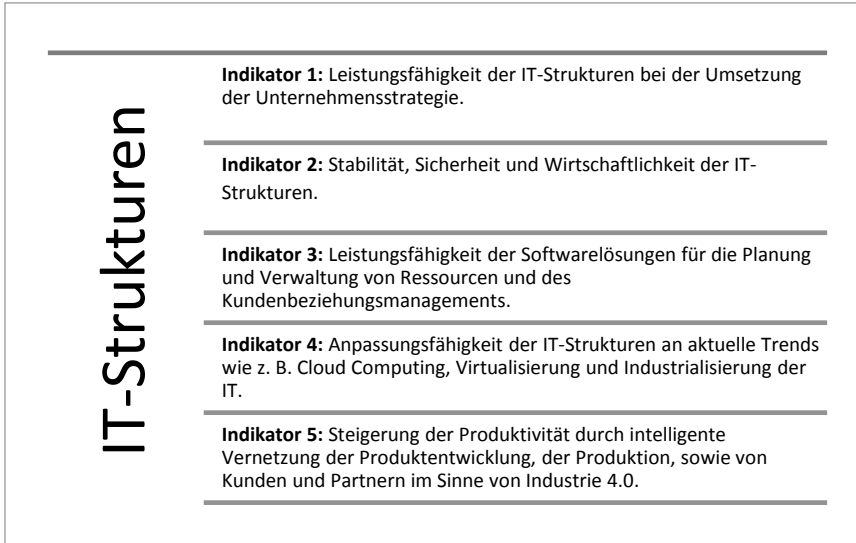 IT-Strukturen
Indikator 1: Leistungsfähigkeit der IT-Strukturen bei der Umsetzung
der Unternehmensstrategie.
Indikator 2: Stabilität, Sicherheit und Wirtschaftlichkeit der IT-
Strukturen.
Indikator 3: Leistungsfähigkeit der Softwarelösungen für die Planung
und Verwaltung von Ressourcen und des
Kundenbeziehungsmanagements.
Indikator 4: Anpassungsfähigkeit der IT-Strukturen an aktuelle Trends
wie z. B. Cloud Computing, Virtualisierung und Industrialisierung der
IT.
Indikator 5: Steigerung der Produktivität durch intelligente
Vernetzung der Produktentwicklung, der Produktion, sowie von
Kunden und Partnern im Sinne von Industrie 4.0.